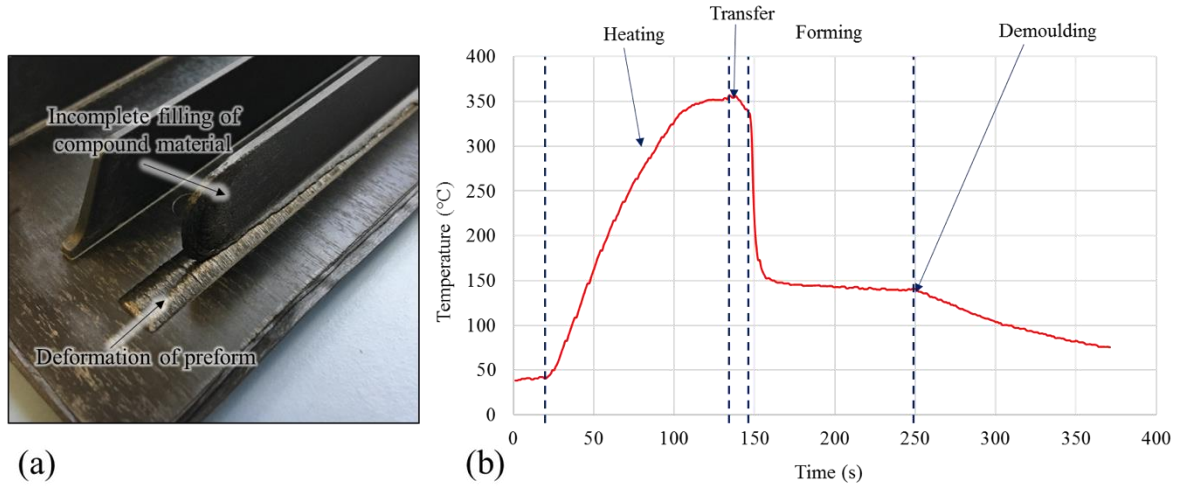 Incomplete filling of
compound material
Deformation of preform
(a)
Heating
Transfer
Forming
Demoulding
Temperature (°C)
400
350
300
250
200
150
100
50
0
0 50 100 150 200 250 300 350 400
Time (s)
(b)